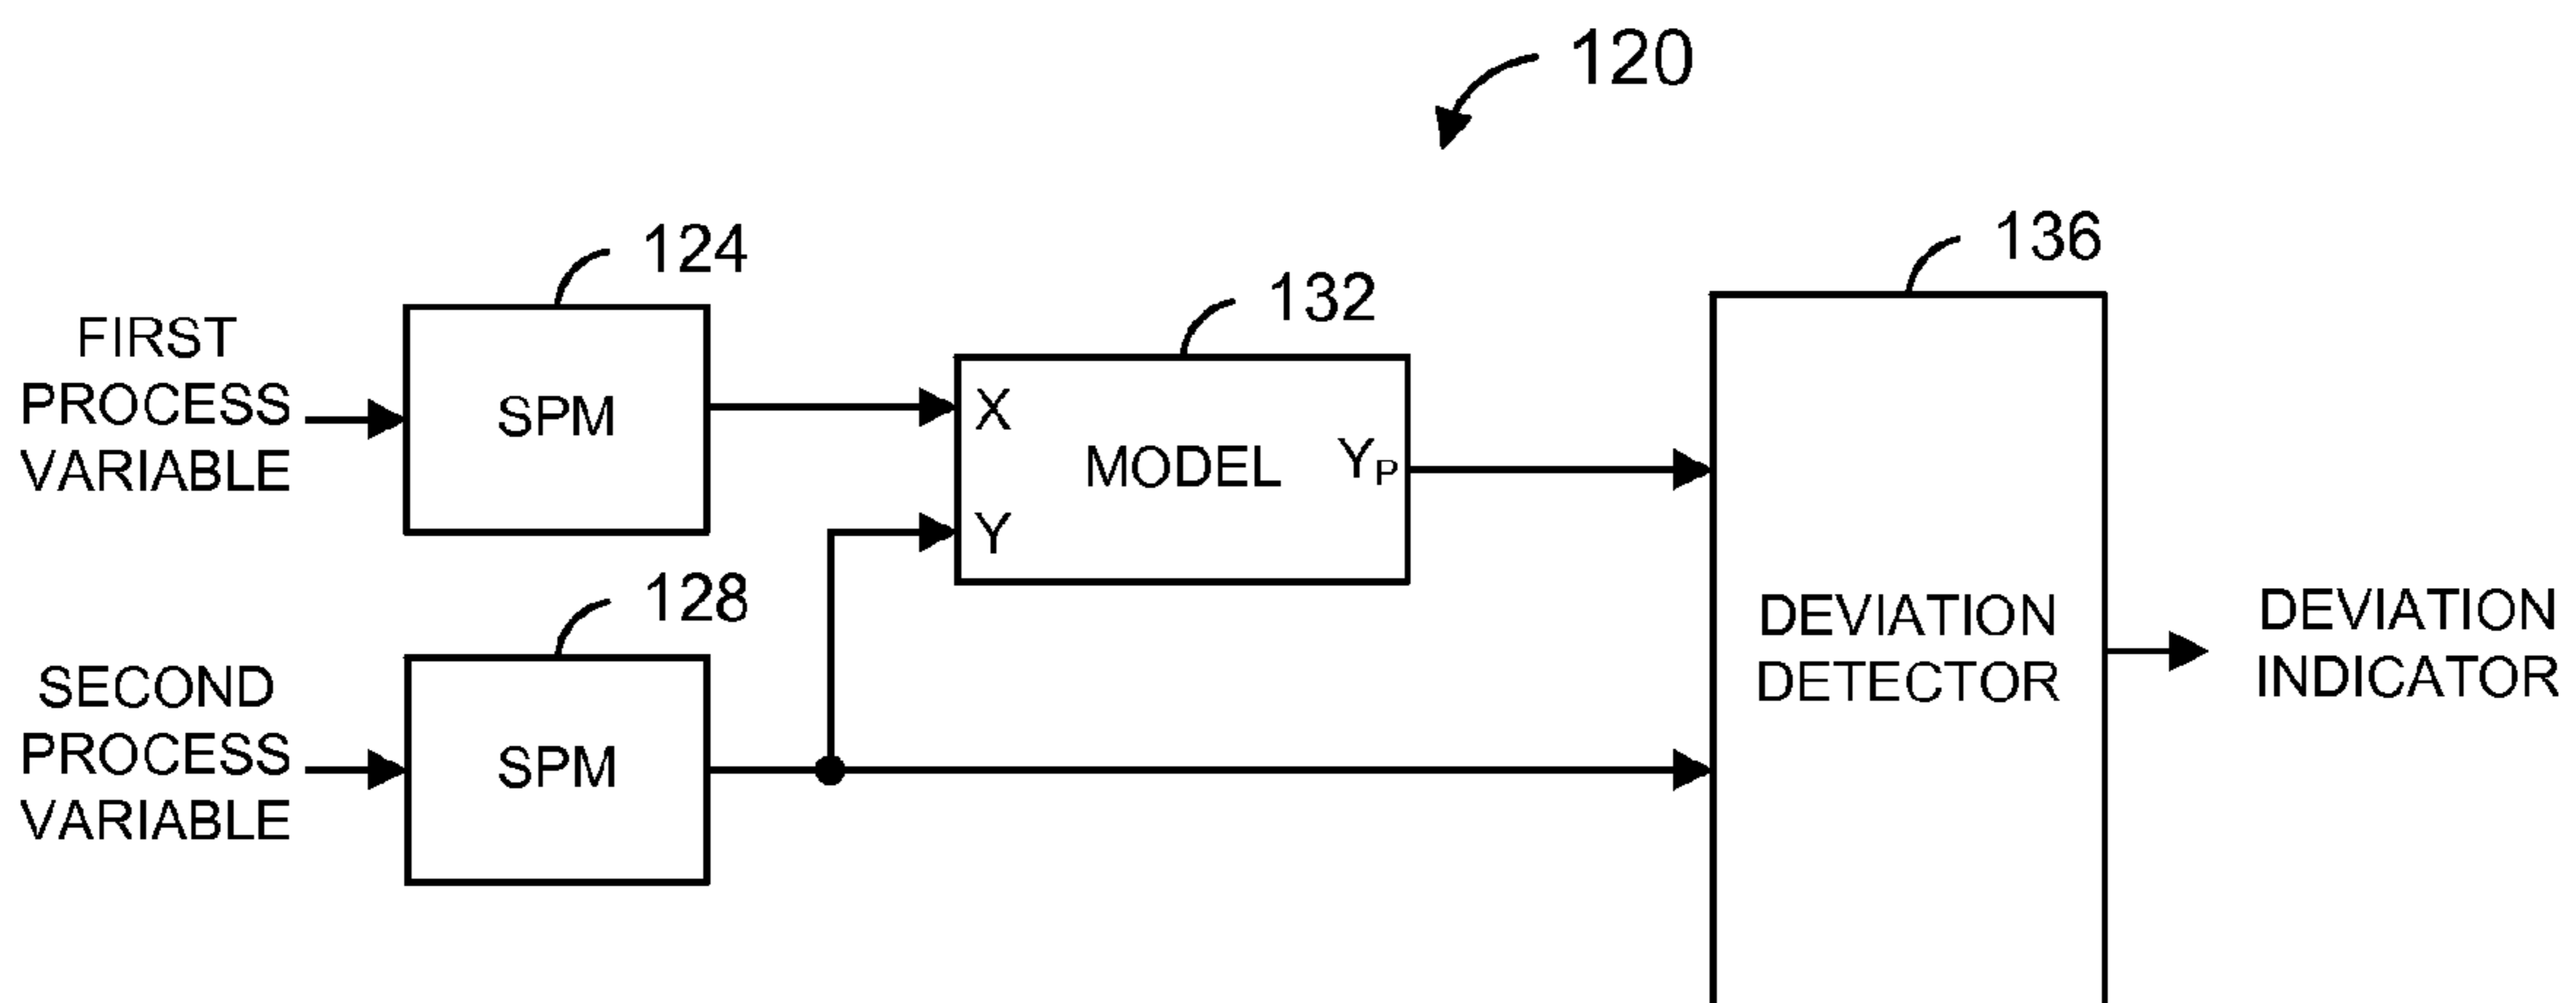 120
124
FIRST
PROCESS
VARIABLE
SPM
132
X
MODEL
Y
YP
136
128
SECOND
PROCESS
VARIABLE
SPM
DEVIATION
DETECTOR
DEVIATION
INDICATOR